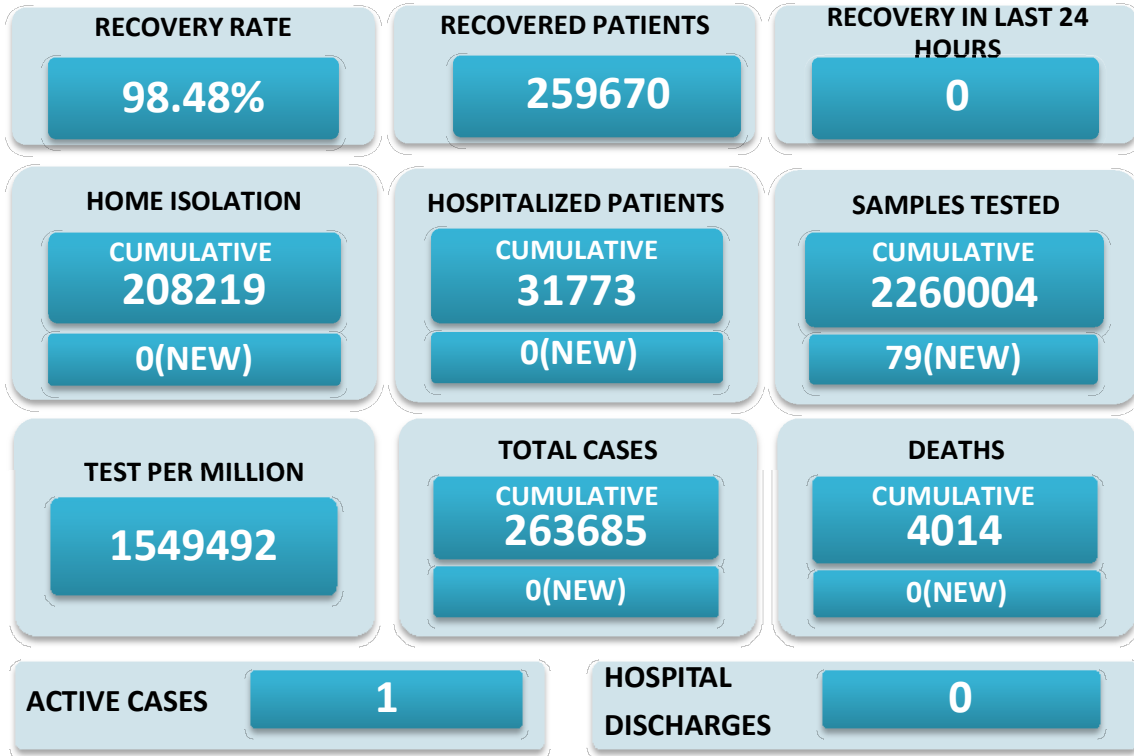 RECOVERY RATE
98.48%
RECOVERED PATIENTS
259670
RECOVERY IN LAST 24
HOURS
0
HOME ISOLATION
CUMULATIVE
208219
0(NEW)
HOSPITALIZED PATIENTS
CUMULATIVE
31773
0(NEW)
SAMPLES TESTED
CUMULATIVE
2260004
79(NEW)
TEST PER MILLION
1549492
TOTAL CASES
CUMULATIVE
263685
0(NEW)
DEATHS
CUMULATIVE
4014
0(NEW)
ACTIVE CASES
1
HOSPITAL
DISCHARGES
0